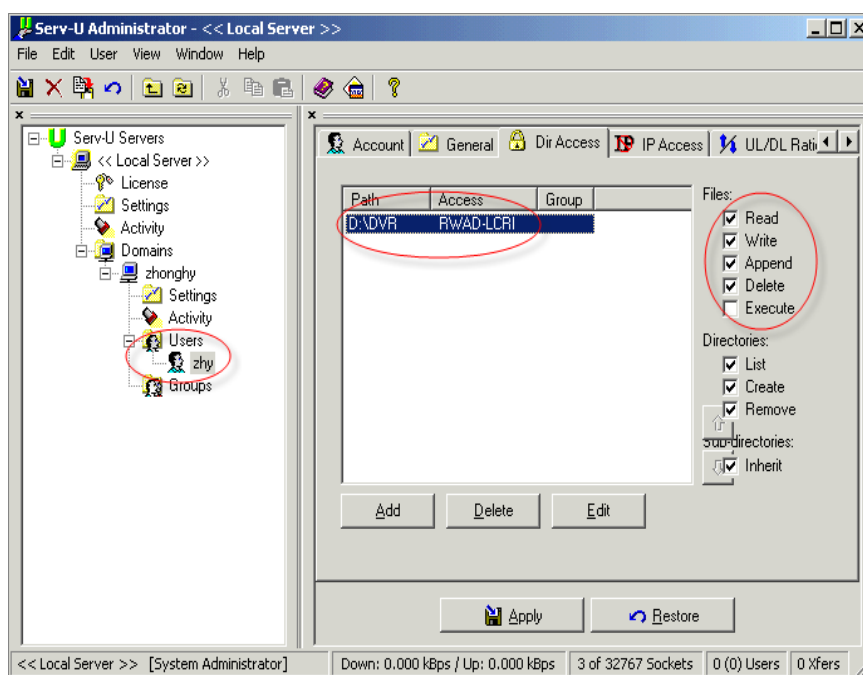 Serv-U Administrator - << Local Server >>
File Edit User View Window Help
Serv-U Servers
<< Local Server >>
License
Settings
Activity
Domains
zhonghy
Settings
Activity
Users
zhy
Groups
Account General Dir Access IP Access UL/DL Rati
Path Access Group
D:\DVR RWAD-LCRI
Files:
Read
Write
Append
Delete
Execute
Directories:
List
Create
Remove
Sub-directories:
Inherit
Add Delete Edit
Apply Restore
<< Local Server >> [System Administrator] Down: 0.000 kBps / Up: 0.000 kBps 3 of 32767 Sockets 0 (0) Users 0 Xfers